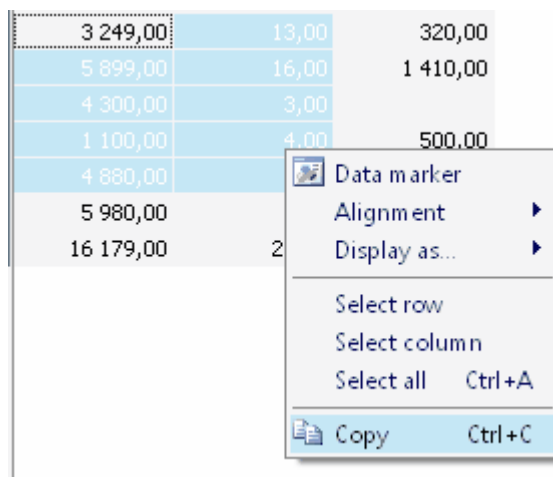 3 249,00 13,00 320,00
5 899,00 16,00 1 410,00
4 300,00 3,00
1 100,00 4,00 500,00
4 880,00
5 980,00
16 179,00 2
Data marker
Alignment
Display as...
Select row
Select column
Select all Ctrl+A
Copy Ctrl+C